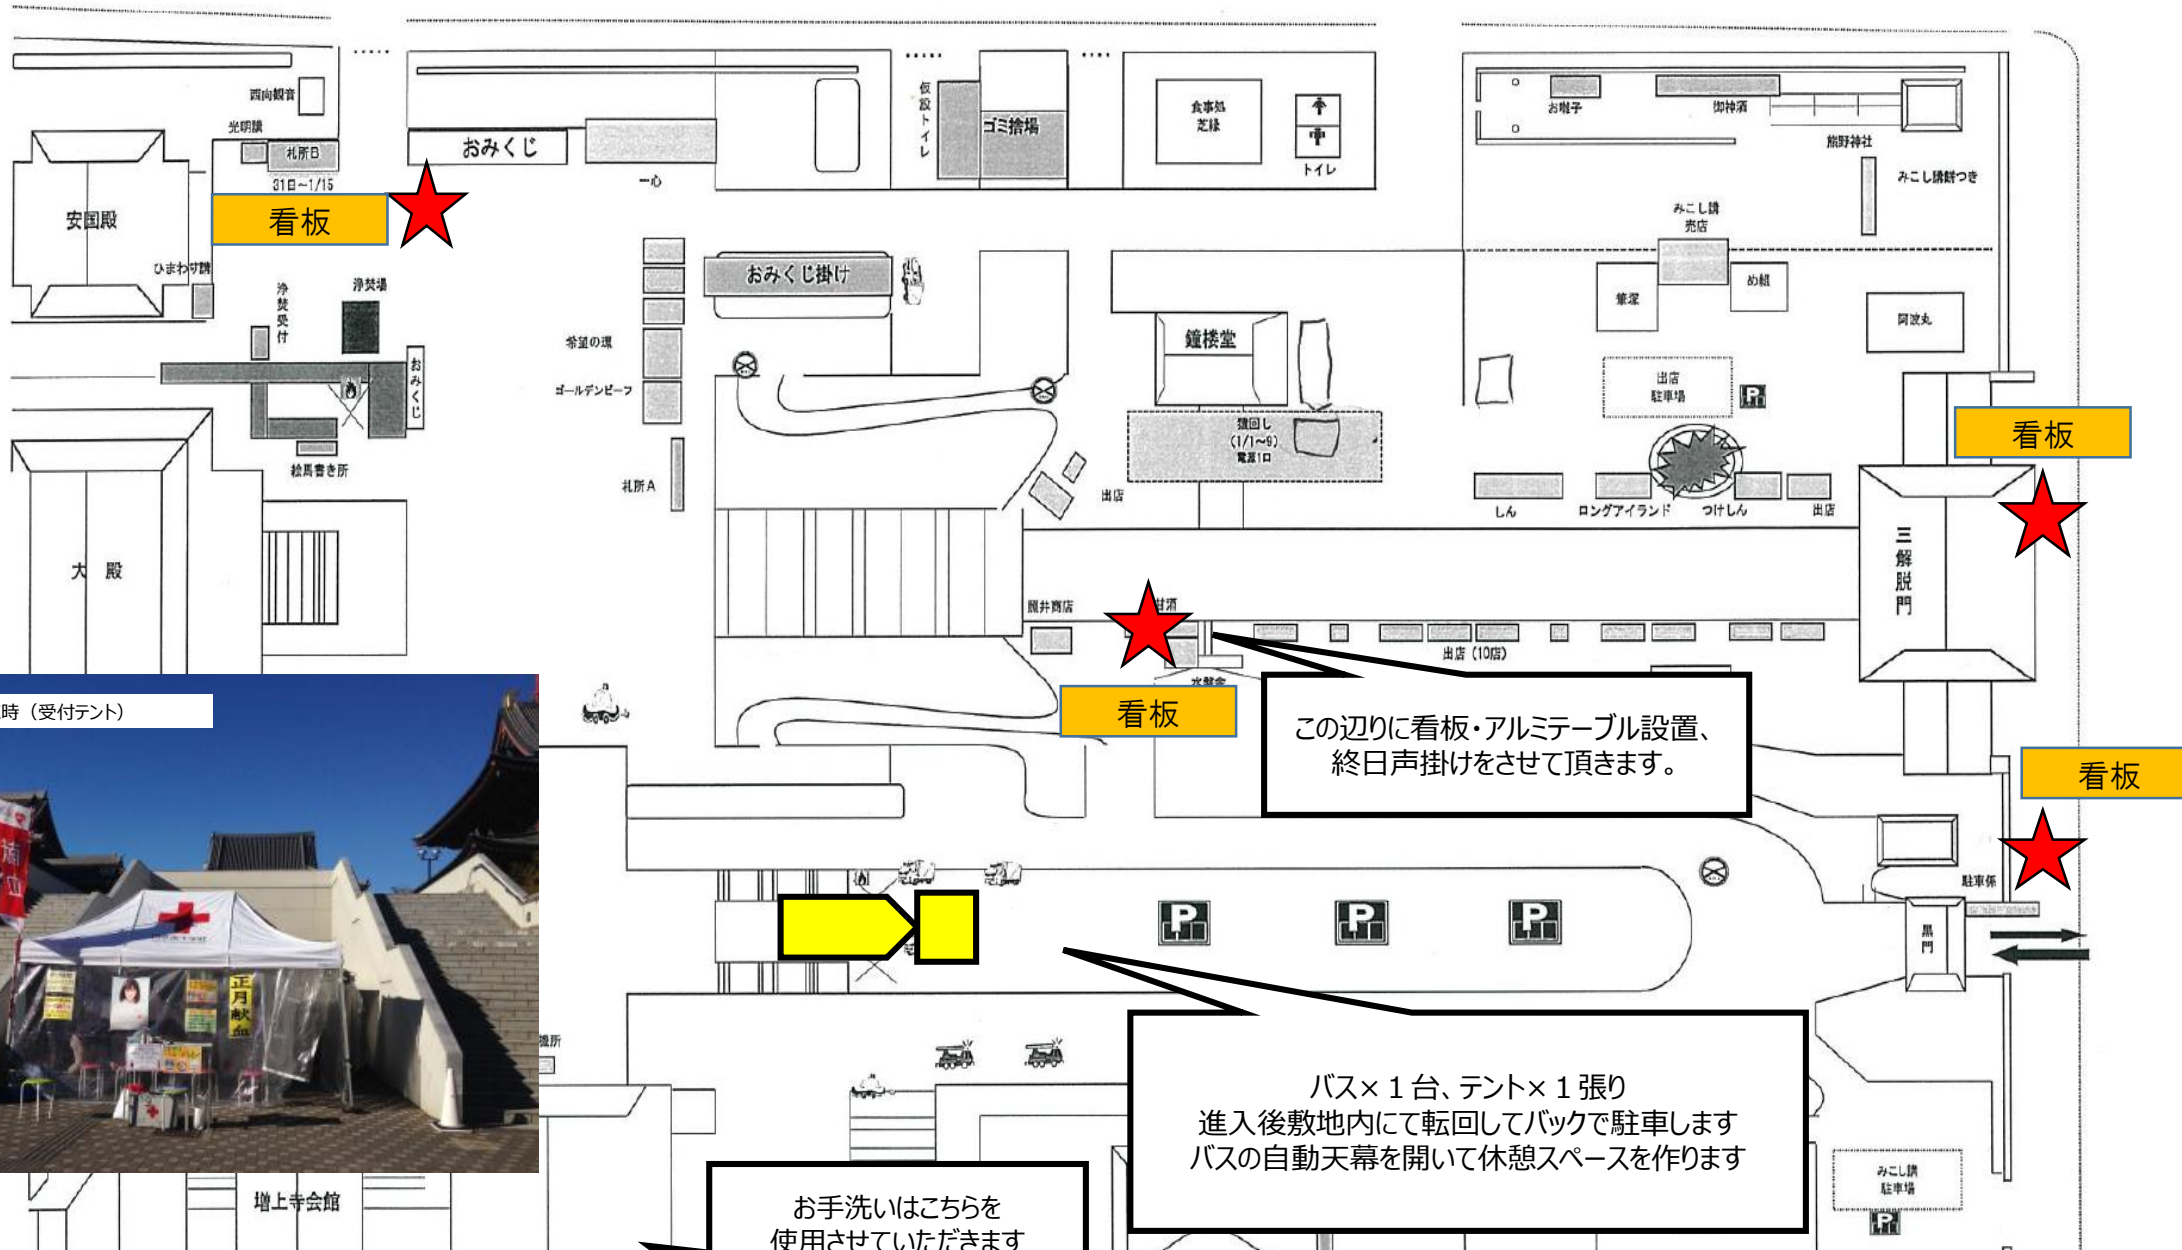 西向観音
光明講
札所B
31日~1/15
看板
安国殿
ひまわり講
浄焚受付
浄焚場
おみくじ
絵馬書き所
大殿
おみくじ
一心
仮設トイレ
ゴミ捨場
食事処
芝縁
トイレ
お囃子
御神酒
熊野神社
みこし講餅つき
みこし講
売店
め組
阿波丸
おみくじ掛け
希望の環
ゴールデンビーフ
札所A
鐘楼堂
猿回し
(1/1~9)
電源1口
出店
出店
駐車場
P
しん
ロングアイランド
つけしん
出店
看板
三解脱門
照井商店
甘酒
出店 (10店)
水盤舎
看板
この辺りに看板・アルミテーブル設置、
終日声掛けをさせて頂きます。
看板
駐車係
黒門
P
P
P
時(受付テント)
正月献血
バス×1台、テント×1張り
進入後敷地内にて転回してバックで駐車します
バスの自動天幕を開いて休憩スペースを作ります
増上寺会館
お手洗いはこちらを
使用させていただきます
みこし講
駐車場
P